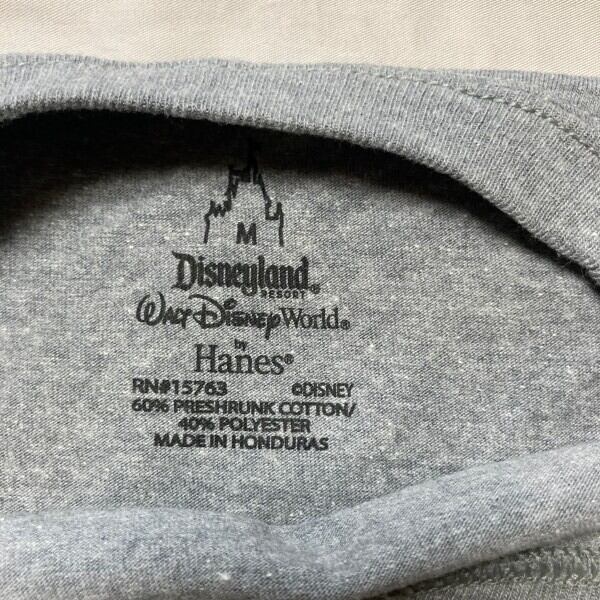 M
Disneyland®
RESORT
Walt Disney World®
by
Hanes®
RN#15763 ©DISNEY
60% PRESHRUNK COTTON/
40% POLYESTER
MADE IN HONDURAS